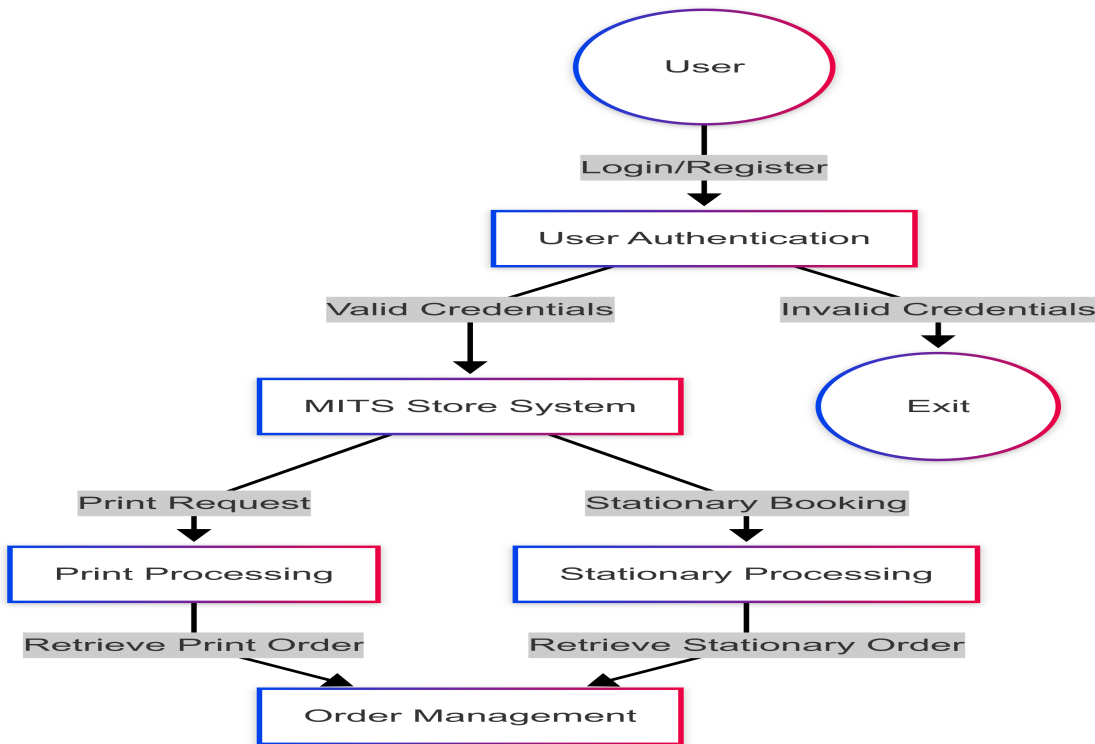 User
Login/Register
User Authentication
Valid Credentials
Invalid Credentials
MITS Store System
Exit
Print Request
Stationary Booking
Print Processing
Stationary Processing
Retrieve Print Order
Retrieve Stationary Order
Order Management